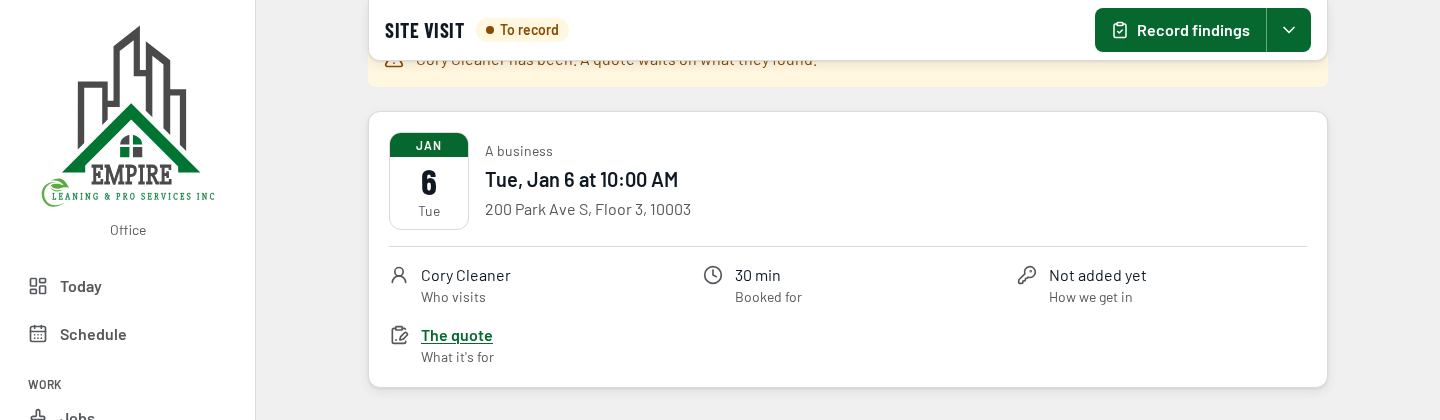 EMPIRE
LEANING & PRO SERVICES INC
Office
Today
Schedule
WORK
Jobs
SITE VISIT
To record
Record findings
Cory Cleaner has been. A quote waits on what they found.
JAN
6
Tue
A business
Tue, Jan 6 at 10:00 AM
200 Park Ave S, Floor 3, 10003
Cory Cleaner
Who visits
30 min
Booked for
Not added yet
How we get in
The quote
What it's for